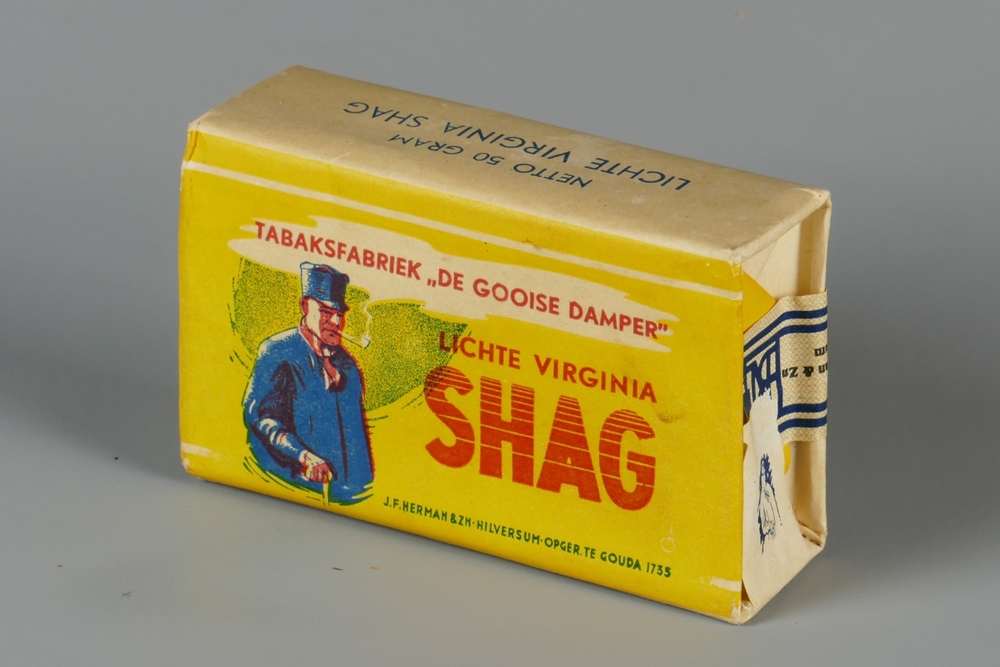 LICHTE VIRGINIA SHAG
NETTO 50 GRAM
TABAKSFABRIEK „DE GOOISE DAMPER”
LICHTE VIRGINIA
SHAG
J.F. HERMAN & ZN · HILVERSUM · OPGER. TE GOUDA 1735
& Zn